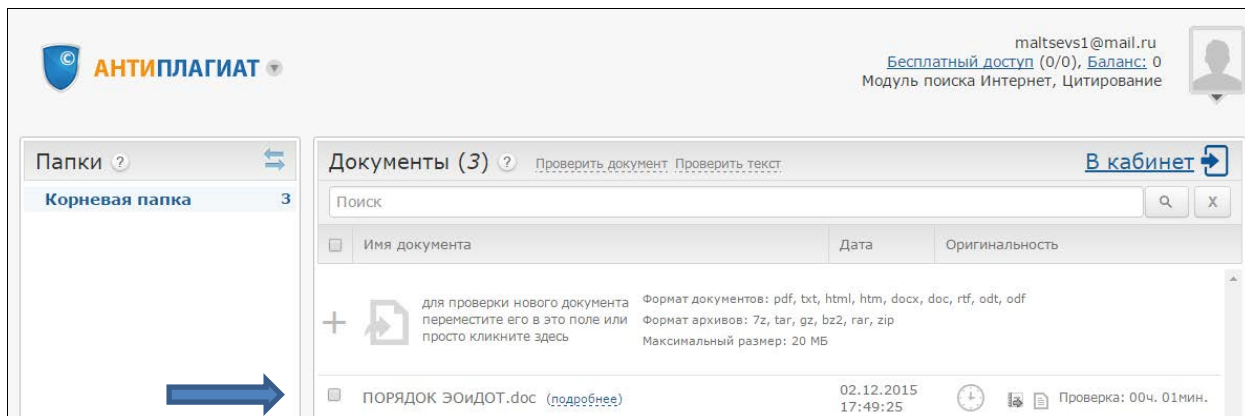 ©
АНТИПЛАГИАТ
maltsevs1@mail.ru
Бесплатный доступ (0/0), Баланс: 0
Модуль поиска Интернет, Цитирование
Папки ?
Корневая папка 3
Документы (3) ? Проверить документ Проверить текст В кабинет
Поиск X
Имя документа Дата Оригинальность
для проверки нового документа
переместите его в это поле или
просто кликните здесь
Формат документов: pdf, txt, html, htm, docx, doc, rtf, odt, odf
Формат архивов: 7z, tar, gz, bz2, rar, zip
Максимальный размер: 20 МБ
ПОРЯДОК ЭОиДОТ.doc (подробнее) 02.12.2015
17:49:25 Проверка: 00ч. 01мин.